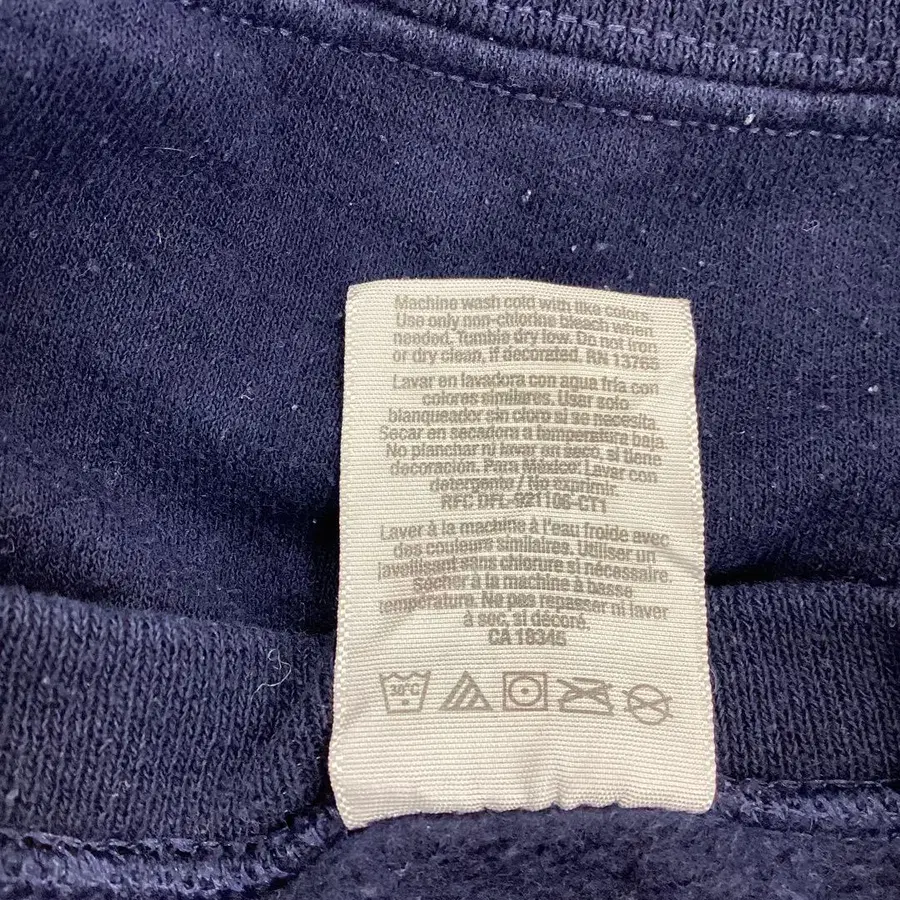 Machine wash cold with like colors.
Use only non-chlorine bleach when
needed. Tumble dry low. Do not iron
or dry clean, if decorated. RN 13765
Lavar en lavadora con agua fría con
colores similares. Usar solo
blanqueador sin cloro si se necesita.
Secar en secadora a temperatura baja.
No planchar ni lavar en seco, si tiene
decoración. Para México: Lavar con
detergente / No exprimir.
RFC DFL-921106-CT1
Laver à la machine à l'eau froide avec
des couleurs similaires. Utiliser un
javellisant sans chlorure si nécessaire.
Sécher à la machine à basse
température. Ne pas repasser ni laver
à sec, si décoré.
CA 18345
30°C